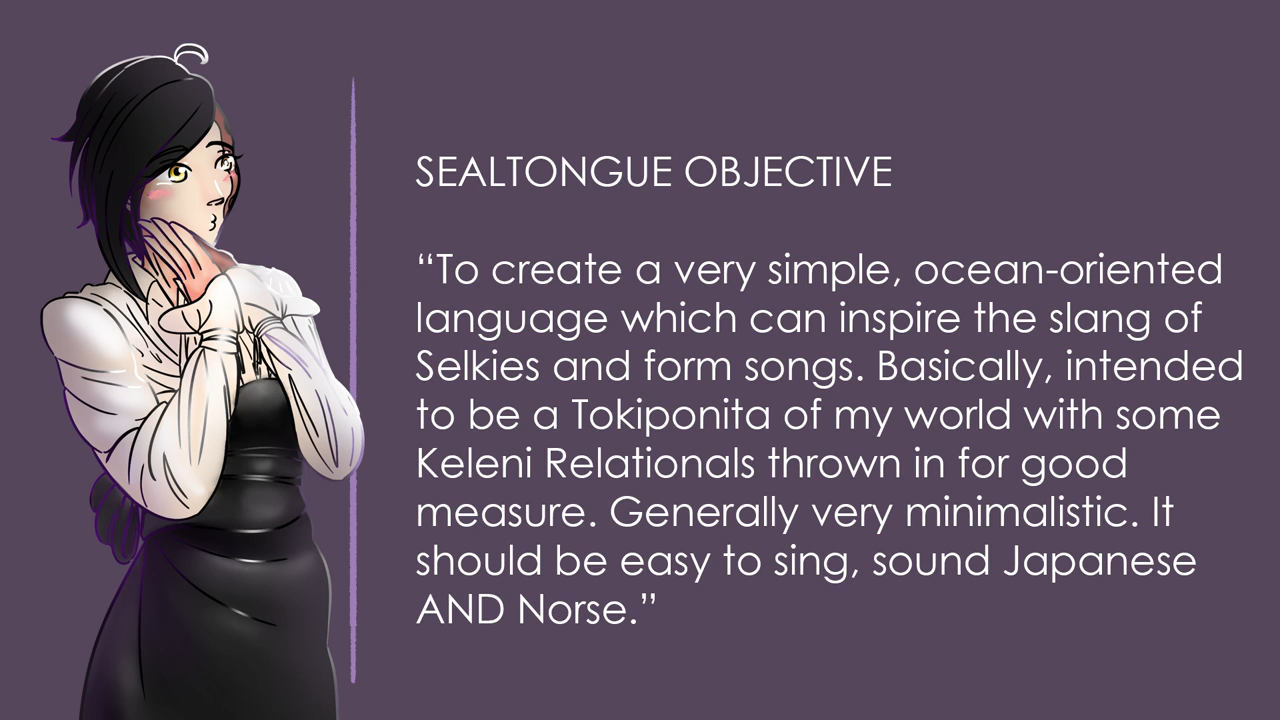 SEALTONGUE OBJECTIVE
“To create a very simple, ocean-oriented
language which can inspire the slang of
Selkies and form songs. Basically, intended
to be a Tokiponita of my world with some
Keleni Relationals thrown in for good
measure. Generally very minimalistic. It
should be easy to sing, sound Japanese
AND Norse.”